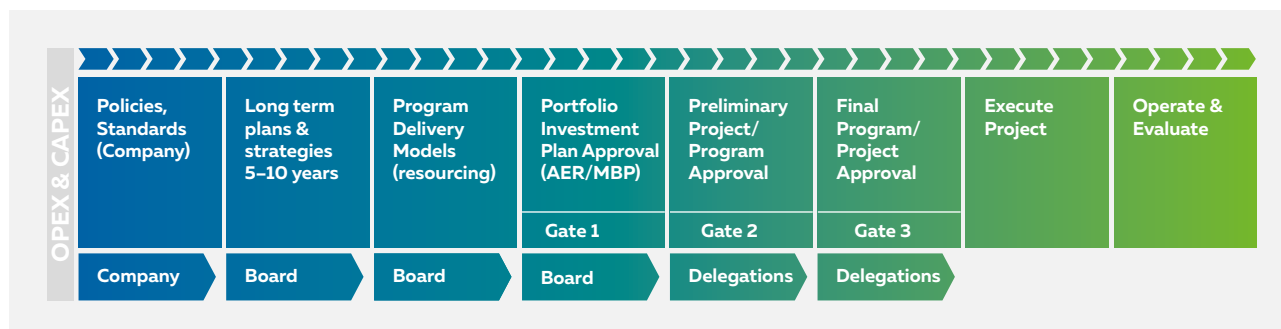 OPEX & CAPEX
Policies,
Standards
(Company)
Long term
plans &
strategies
5–10 years
Program
Delivery
Models
(resourcing)
Portfolio
Investment
Plan Approval
(AER/MBP)
Gate 1
Preliminary
Project/
Program
Approval
Gate 2
Final
Program/
Project
Approval
Gate 3
Execute
Project
Operate &
Evaluate
Company
Board
Board
Board
Delegations
Delegations